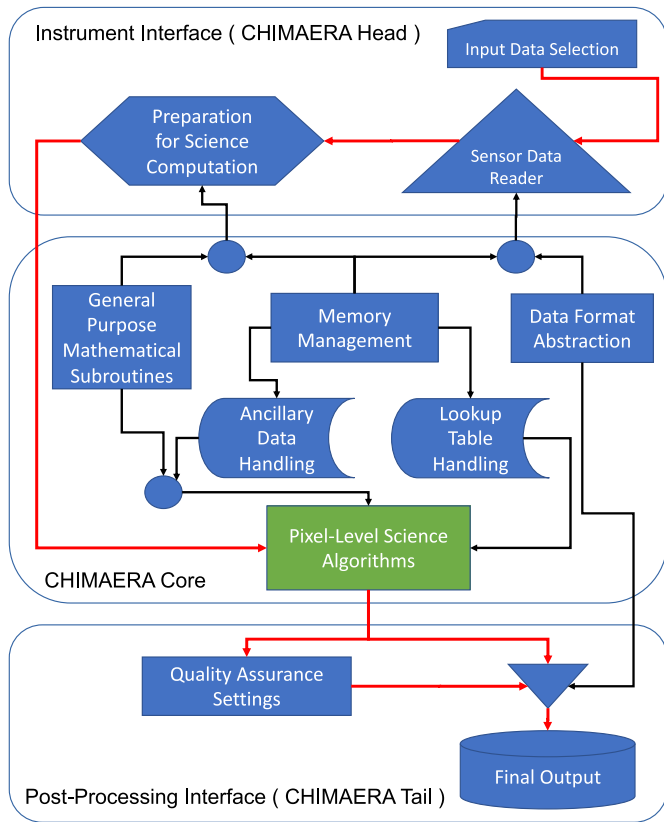 Instrument Interface ( CHIMAERA Head )
Input Data Selection
Preparation
for Science
Computation
Sensor Data
Reader
General
Purpose
Mathematical
Subroutines
Memory
Management
Data Format
Abstraction
Ancillary
Data
Handling
Lookup
Table
Handling
Pixel-Level Science
Algorithms
CHIMAERA Core
Quality Assurance
Settings
Final Output
Post-Processing Interface ( CHIMAERA Tail )